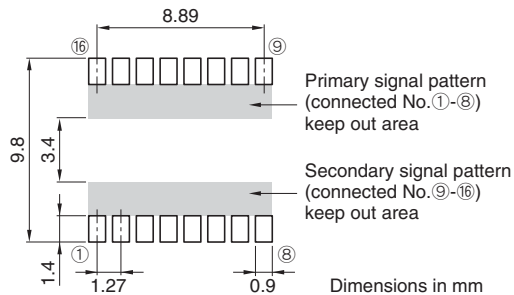 8.89
⑯
⑨
Primary signal pattern
(connected No.①-⑧)
keep out area
9.8
3.4
Secondary signal pattern
(connected No.⑨-⑯)
keep out area
①
⑧
1.4
1.27
0.9
Dimensions in mm